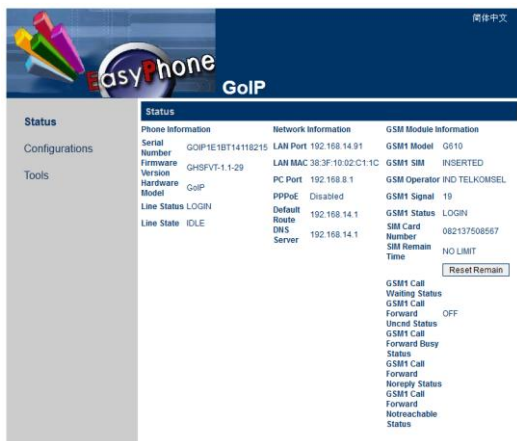 简体中文
EasyPhone
GoIP
Status
Configurations
Tools
Status
Phone Information
Serial Number GOIP1E1BT14118215
Firmware Version GHSFVT-1.1-29
Hardware Model GoIP
Line Status LOGIN
Line State IDLE
Network Information
LAN Port 192.168.14.91
LAN MAC 38:3F:10:02:C1:1C
PC Port 192.168.8.1
PPPoE Disabled
Default Route 192.168.14.1
DNS Server 192.168.14.1
GSM Module Information
GSM1 Model G610
GSM1 SIM INSERTED
GSM Operator IND TELKOMSEL
GSM1 Signal 19
GSM1 Status LOGIN
SIM Card Number 082137508567
SIM Remain Time NO LIMIT
Reset Remain
GSM1 Call
Waiting Status
GSM1 Call
Forward OFF
Uncnd Status
GSM1 Call
Forward Busy
Status
GSM1 Call
Forward
Noreply Status
GSM1 Call
Forward
Notreachable
Status